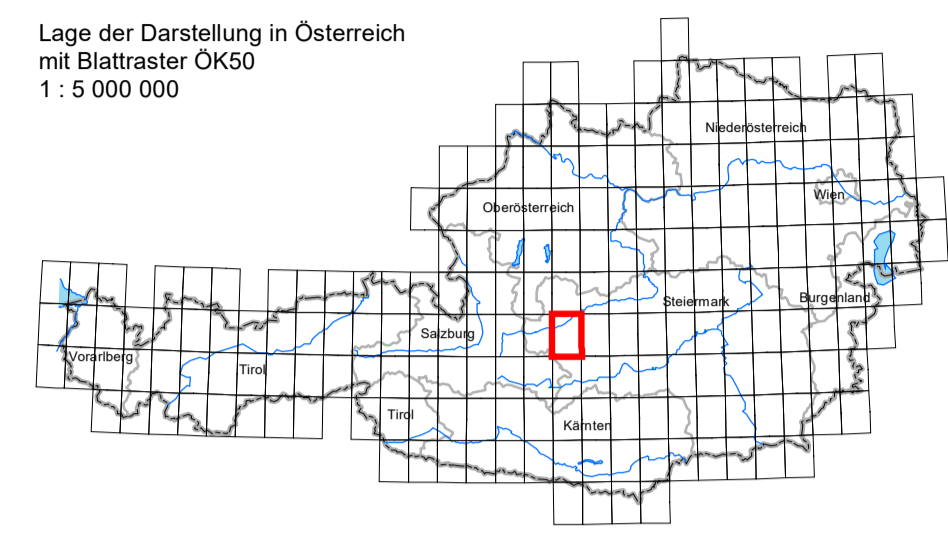 Lage der Darstellung in Österreich
mit Blattraster ÖK50
1 : 5 000 000
Niederösterreich
Wien
Oberösterreich
Steiermark
Burgenland
Salzburg
Vorarlberg
Tirol
Tirol
Kärnten